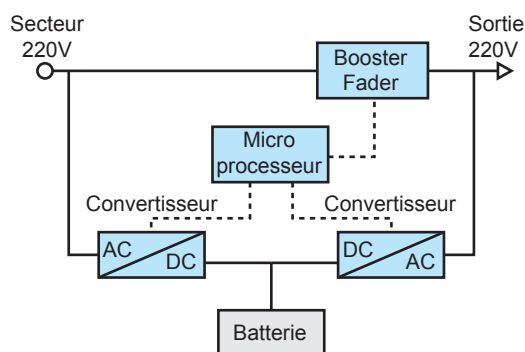 Secteur
220V
Sortie
220V
Booster
Fader
Micro
processeur
Convertisseur
Convertisseur
AC
DC
DC
AC
Batterie